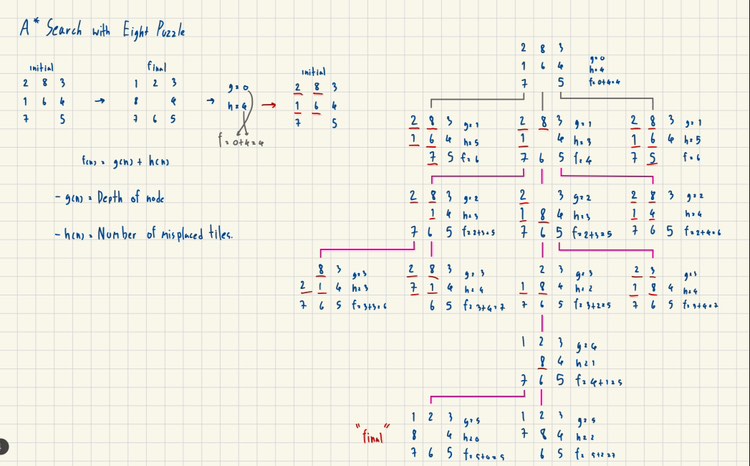 A* Search with Eight Puzzle
initial
2 8 3
1 6 4
7 5
→
final
1 2 3
8 4
7 6 5
→
g=0
h=4
f=0+4=4
→
initial
2 8 3
1 6 4
7 5
f(n) = g(n) + h(n)
- g(n) = Depth of node
- h(n) = Number of misplaced tiles.
2 8 3 g=0
1 6 4 h=4
7 5 f=0+4=4
2 8 3 g=1
1 6 4 h=5
7 5 f=6
2 8 3 g=1
1 4 h=3
7 6 5 f=4
2 8 3 g=1
1 6 4 h=5
7 5 f=6
2 8 3 g=2
1 4 h=3
7 6 5 f=2+3=5
2 3 g=2
1 8 4 h=3
7 6 5 f=2+3=5
2 8 3 g=2
1 4 h=4
7 6 5 f=2+4=6
8 3 g=3
2 1 4 h=3
7 6 5 f=3+3=6
2 8 3 g=3
7 1 4 h=4
6 5 f=3+4=7
2 3 g=3
1 8 4 h=2
7 6 5 f=3+2=5
2 3 g=3
1 8 4 h=4
7 6 5 f=3+4=7
1 2 3 g=4
8 4 h=1
7 6 5 f=4+1=5
"final"
1 2 3 g=5
8 4 h=0
7 6 5 f=5+0=5
1 2 3 g=5
7 8 4 h=2
6 5 f=5+2=7